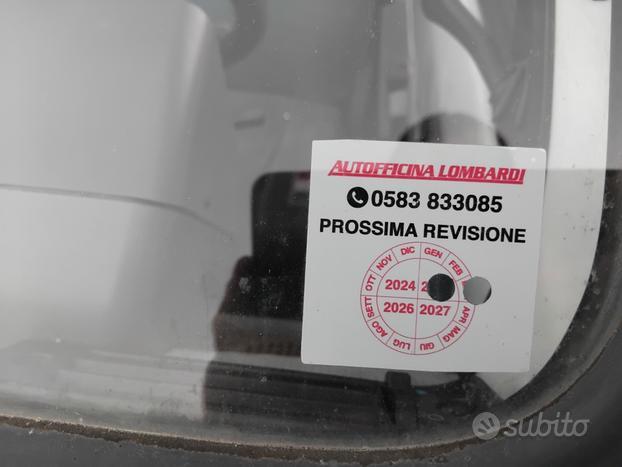 AUTOFFICINA LOMBARDI
0583 833085
PROSSIMA REVISIONE
NOV DIC GEN FEB
OTT 2024
SETT 2026 2027 APR
AGO LUG GIU MAG
subito